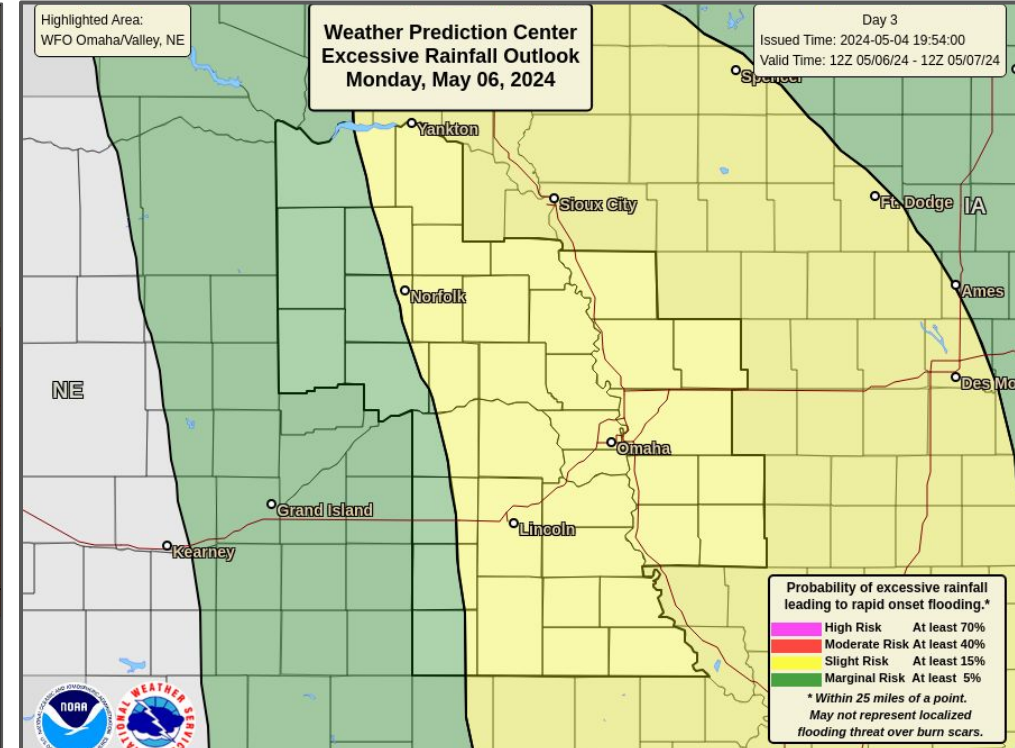 Highlighted Area:
WFO Omaha/Valley, NE
Weather Prediction Center
Excessive Rainfall Outlook
Monday, May 06, 2024
Day 3
Issued Time: 2024-05-04 19:54:00
Valid Time: 12Z 05/06/24 - 12Z 05/07/24
Spencer
Yankton
Sioux City
Ft. Dodge
IA
Norfolk
Ames
NE
Des Mo
Omaha
Grand Island
Lincoln
Kearney
Probability of excessive rainfall
leading to rapid onset flooding.*
High Risk At least 70%
Moderate Risk At least 40%
Slight Risk At least 15%
Marginal Risk At least 5%
* Within 25 miles of a point.
May not represent localized
flooding threat over burn scars.
NOAA